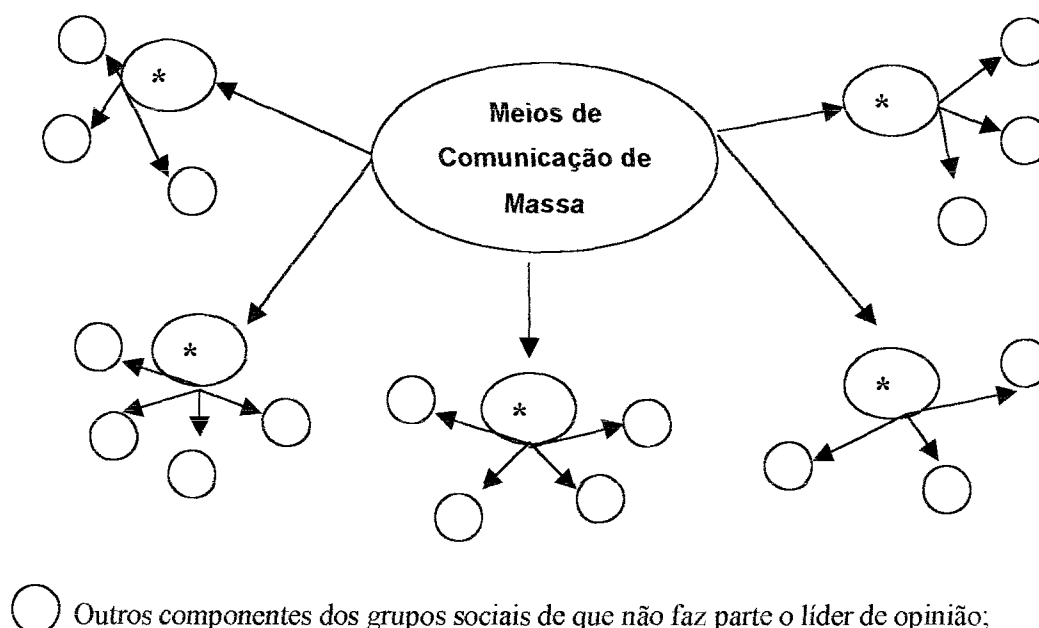 Meios de
Comunicação de
Massa
*
*
*
*
*
Outros componentes dos grupos sociais de que não faz parte o líder de opinião;